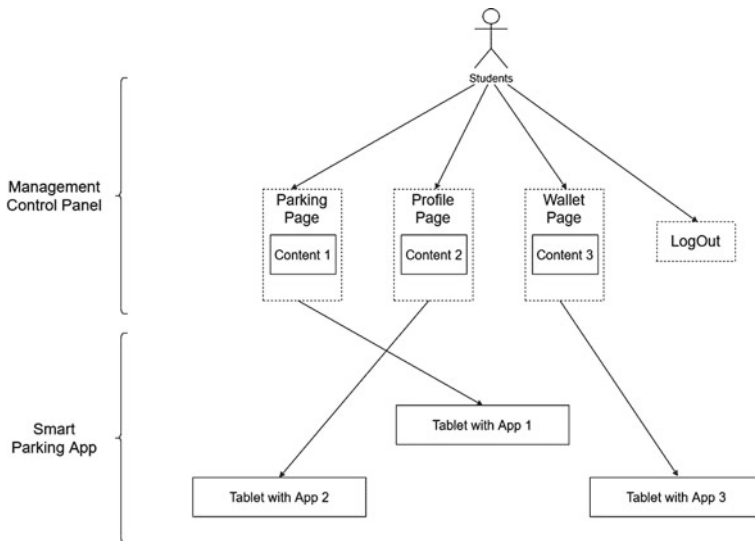 Students
Management
Control Panel
Parking
Page
Content 1
Profile
Page
Content 2
Wallet
Page
Content 3
LogOut
Smart
Parking App
Tablet with App 1
Tablet with App 2
Tablet with App 3